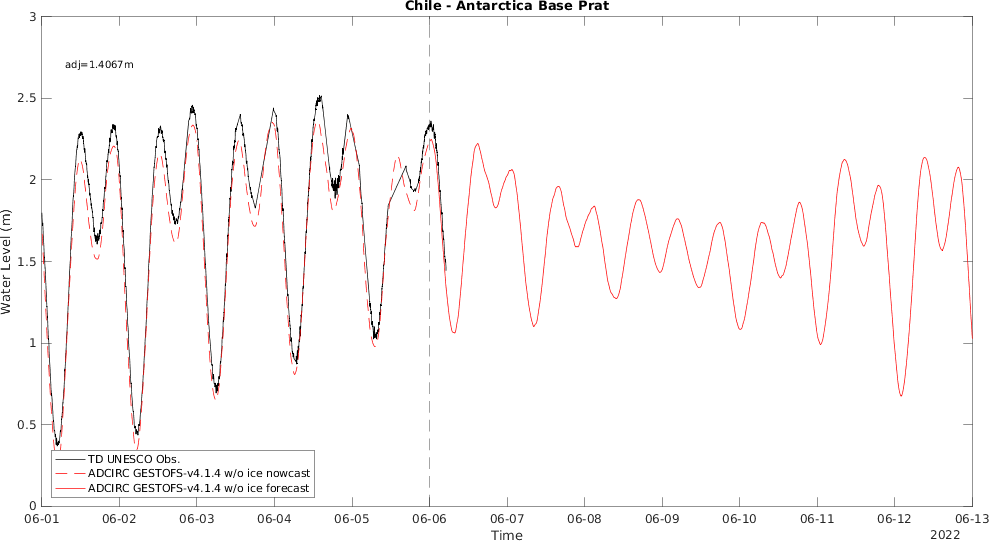 Chile - Antarctica Base Prat
3
adj=1.4067m
2.5
2
1.5
1
0.5
0
Water Level (m)
TD UNESCO Obs.
ADCIRC GESTOFS-v4.1.4 w/o ice nowcast
ADCIRC GESTOFS-v4.1.4 w/o ice forecast
06-01 06-02 06-03 06-04 06-05 06-06 06-07 06-08 06-09 06-10 06-11 06-12 06-13
Time
2022